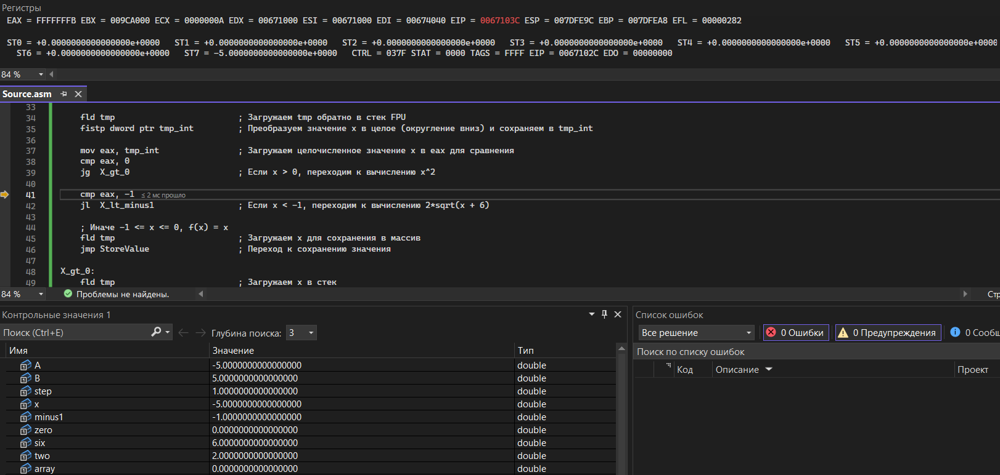 Регистры
EAX = FFFFFFFB EBX = 009CA000 ECX = 0000000A EDX = 00671000 ESI = 00671000 EDI = 00674040 EIP = 0067103C ESP = 007DFE9C EBP = 007DFEA8 EFL = 00000282
ST0 = +0.0000000000000000e+0000 ST1 = +0.0000000000000000e+0000 ST2 = +0.0000000000000000e+0000 ST3 = +0.0000000000000000e+0000 ST4 = +0.0000000000000000e+0000 ST5 = +0.0000000000000000e+0000
ST6 = +0.0000000000000000e+0000 ST7 = -5.0000000000000000e+0000 CTRL = 037F STAT = 0000 TAGS = FFFF EIP = 0067102C EDO = 00000000
84 %
Source.asm
33
34 fld tmp ; Загружаем tmp обратно в стек FPU
35 fistp dword ptr tmp_int ; Преобразуем значение x в целое (округление вниз) и сохраняем в tmp_int
36
37 mov eax, tmp_int ; Загружаем целочисленное значение x в eax для сравнения
38 cmp eax, 0
39 jg X_gt_0 ; Если x > 0, переходим к вычислению x^2
40
41 cmp eax, -1 ≤ 2 мс прошло
42 jl X_lt_minus1 ; Если x < -1, переходим к вычислению 2*sqrt(x + 6)
43
44 ; Иначе -1 <= x <= 0, f(x) = x
45 fld tmp ; Загружаем x для сохранения в массив
46 jmp StoreValue ; Переход к сохранению значения
47
48 X_gt_0:
49 fld tmp ; Загружаем x в стек
84 % Проблемы не найдены. Стр
Контрольные значения 1
Поиск (Ctrl+E) Глубина поиска: 3
Имя Значение Тип
A -5.0000000000000000 double
B 5.0000000000000000 double
step 1.0000000000000000 double
x -5.0000000000000000 double
minus1 -1.0000000000000000 double
zero 0.0000000000000000 double
six 6.0000000000000000 double
two 2.0000000000000000 double
array 0.0000000000000000 double
Список ошибок
Все решение 0 Ошибки 0 Предупреждения 0 Сообщ
Поиск по списку ошибок
Код Описание Проект